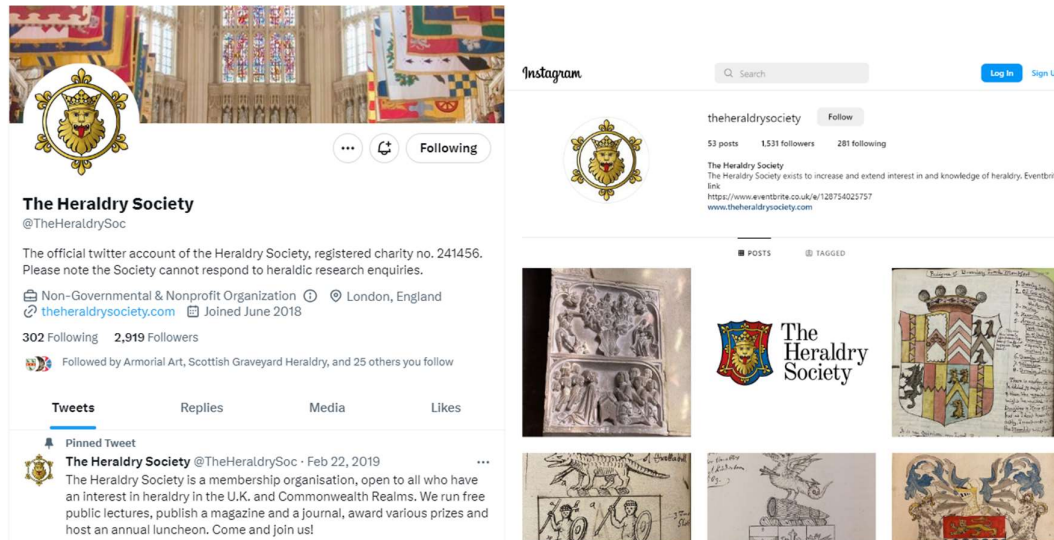 Following
The Heraldry Society
@TheHeraldrySoc
The official twitter account of the Heraldry Society, registered charity no. 241456.
Please note the Society cannot respond to heraldic research enquiries.
Non-Governmental & Nonprofit Organization London, England
theheraldrysociety.com Joined June 2018
302 Following 2,919 Followers
Followed by Armorial Art, Scottish Graveyard Heraldry, and 25 others you follow
Tweets Replies Media Likes
Pinned Tweet
The Heraldry Society @TheHeraldrySoc · Feb 22, 2019
The Heraldry Society is a membership organisation, open to all who have
an interest in heraldry in the U.K. and Commonwealth Realms. We run free
public lectures, publish a magazine and a journal, award various prizes and
host an annual luncheon. Come and join us!
Instagram Search Log In Sign U
theheraldrysociety Follow
53 posts 1,531 followers 281 following
The Heraldry Society
The Heraldry Society exists to increase and extend interest in and knowledge of heraldry. Eventbrit
link
https://www.eventbrite.co.uk/e/128754025757
www.theheraldrysociety.com
POSTS TAGGED
The
Heraldry
Society